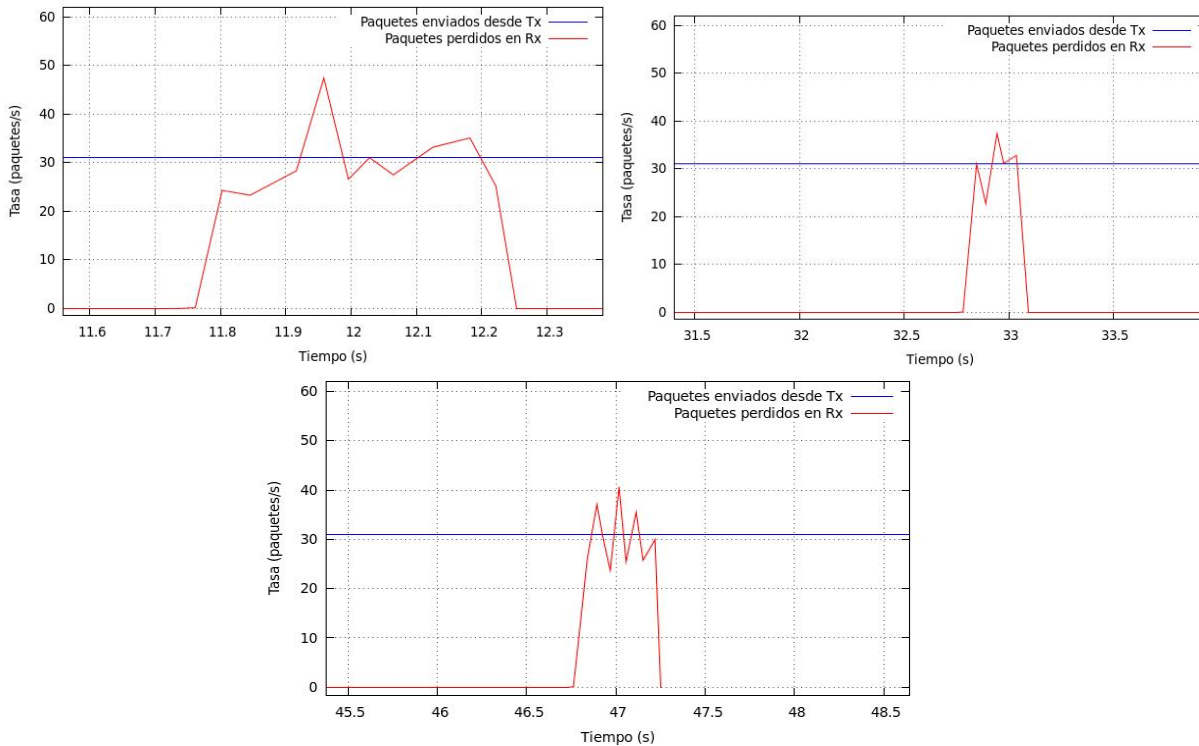 Paquetes enviados desde Tx
Paquetes perdidos en Rx
60
50
40
30
20
10
0
Tasa (paquetes/s)
11.6 11.7 11.8 11.9 12 12.1 12.2 12.3
Tiempo (s)
Paquetes enviados desde Tx
Paquetes perdidos en Rx
60
50
40
30
20
10
0
Tasa (paquetes/s)
31.5 32 32.5 33 33.5
Tiempo (s)
Paquetes enviados desde Tx
Paquetes perdidos en Rx
60
50
40
30
20
10
0
Tasa (paquetes/s)
45.5 46 46.5 47 47.5 48 48.5
Tiempo (s)